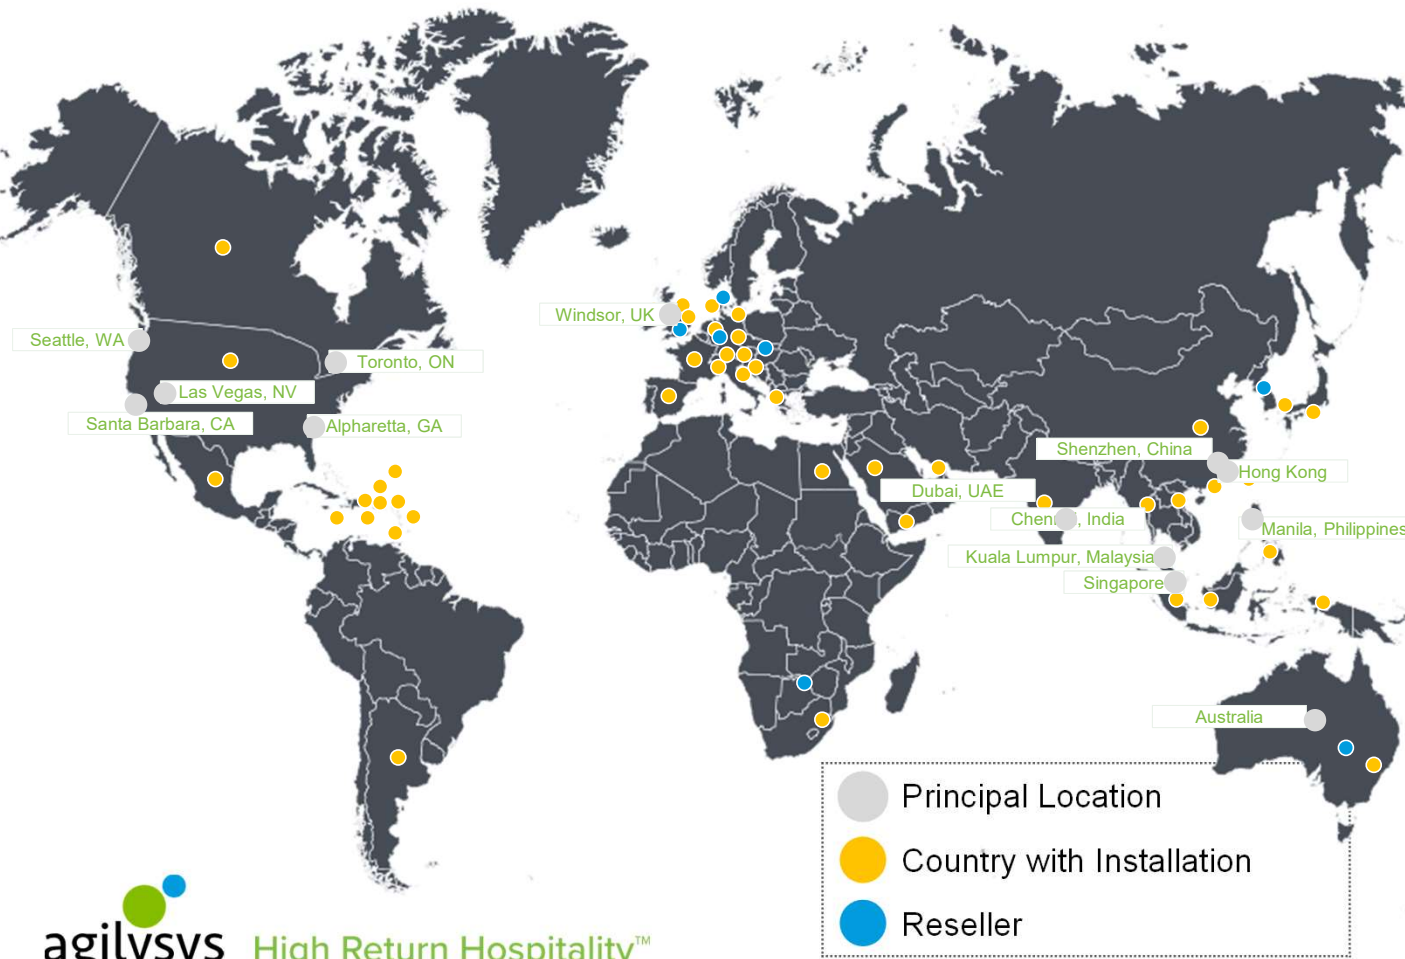 Windsor, UK
Seattle, WA
Toronto, ON
Las Vegas, NV
Santa Barbara, CA
Alpharetta, GA
Shenzhen, China
Hong Kong
Dubai, UAE
Chennai, India
Manila, Philippines
Kuala Lumpur, Malaysia
Singapore
Australia
Principal Location
Country with Installation
Reseller
agilysys High Return Hospitality™